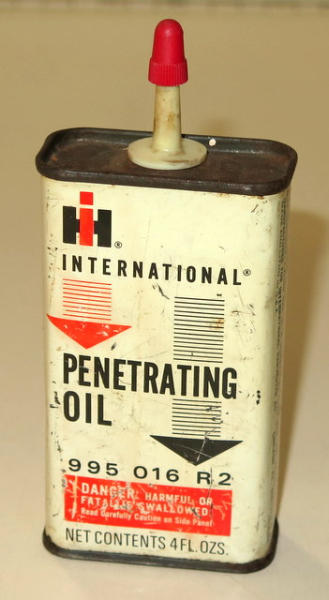 IH®
INTERNATIONAL®
PENETRATING
OIL
995 016 R2
DANGER: HARMFUL OR
FATAL IF SWALLOWED
Read Carefully Caution on Side Panel
NET CONTENTS 4 FL. OZS.